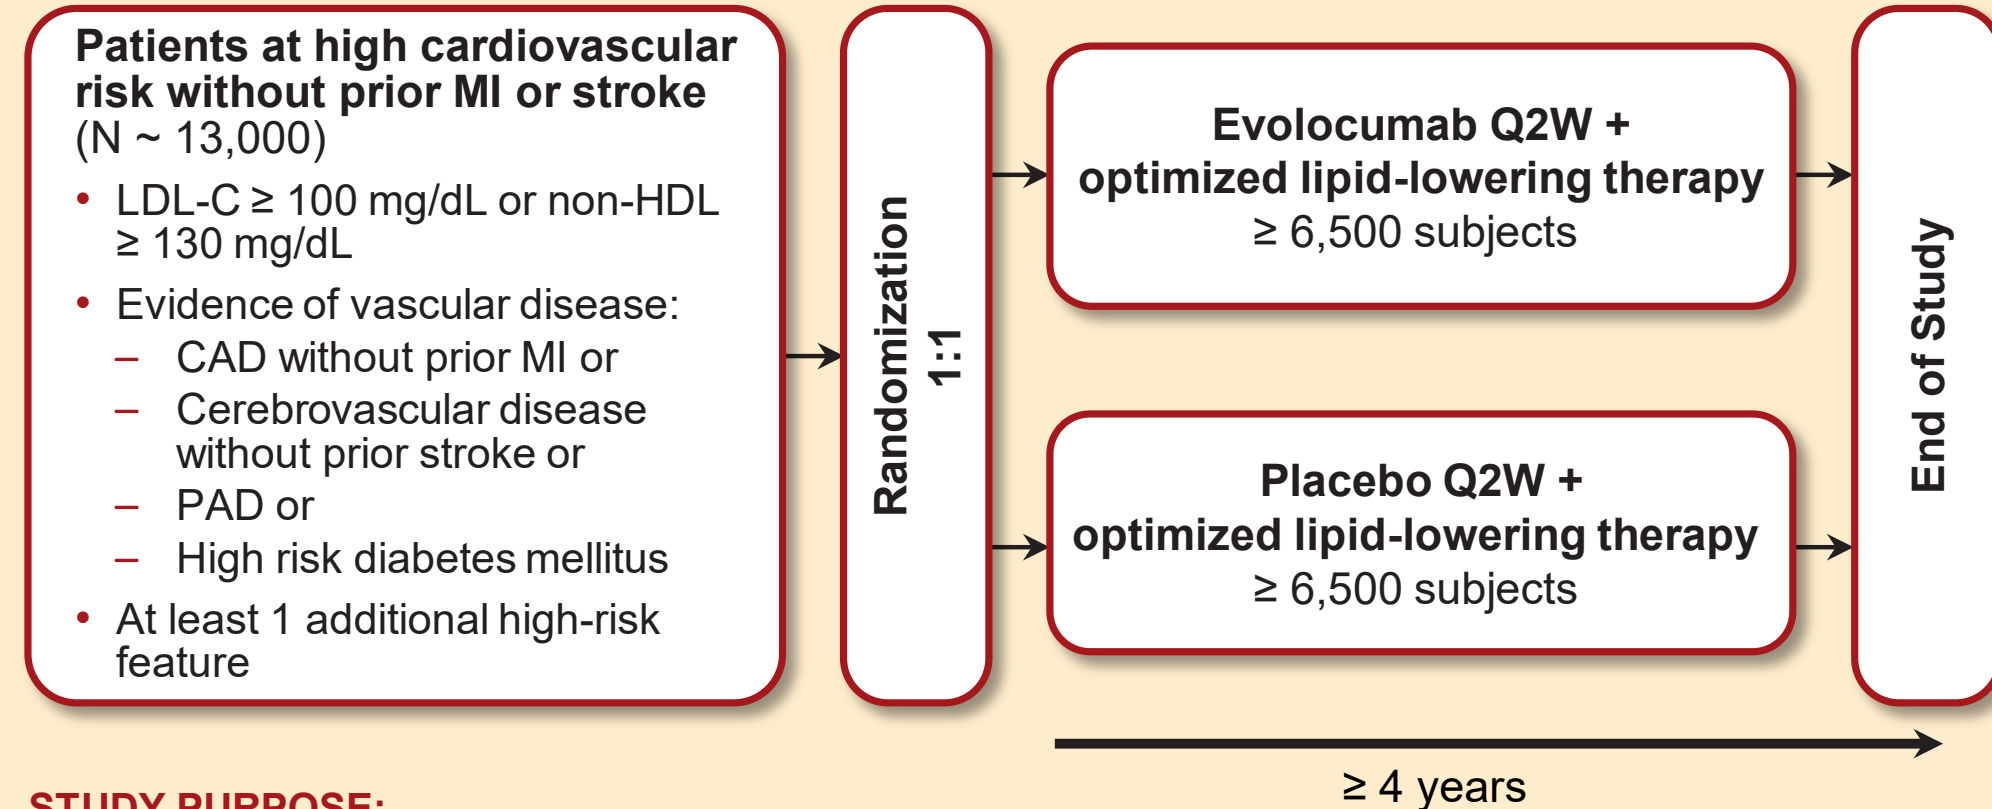 Patients at high cardiovascular
risk without prior MI or stroke
(N ~ 13,000)
• LDL-C ≥ 100 mg/dL or non-HDL
≥ 130 mg/dL
• Evidence of vascular disease:
– CAD without prior MI or
– Cerebrovascular disease
without prior stroke or
– PAD or
– High risk diabetes mellitus
• At least 1 additional high-risk
feature
Randomization
1:1
Evolocumab Q2W +
optimized lipid-lowering therapy
≥ 6,500 subjects
Placebo Q2W +
optimized lipid-lowering therapy
≥ 6,500 subjects
End of Study
≥ 4 years
STUDY PURPOSE: